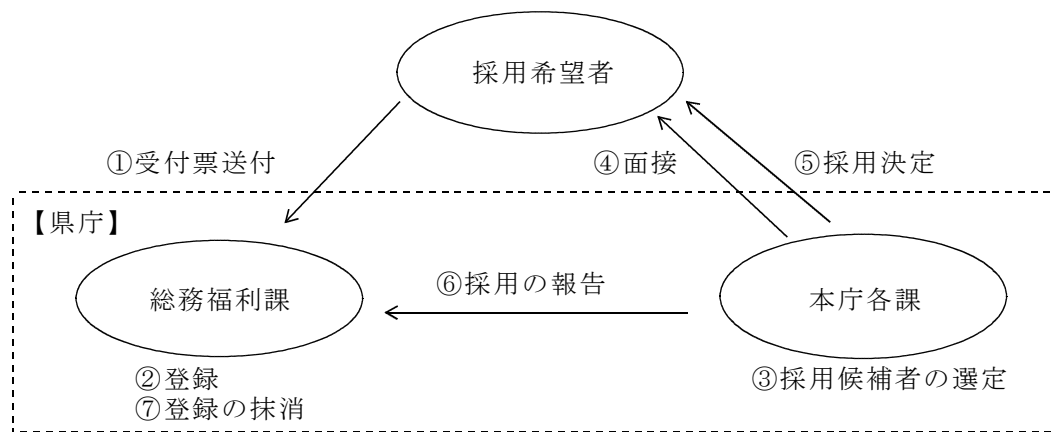 採用希望者
①受付票送付
④面接
⑤採用決定
【県庁】
総務福利課
⑥採用の報告
本庁各課
②登録
⑦登録の抹消
③採用候補者の選定